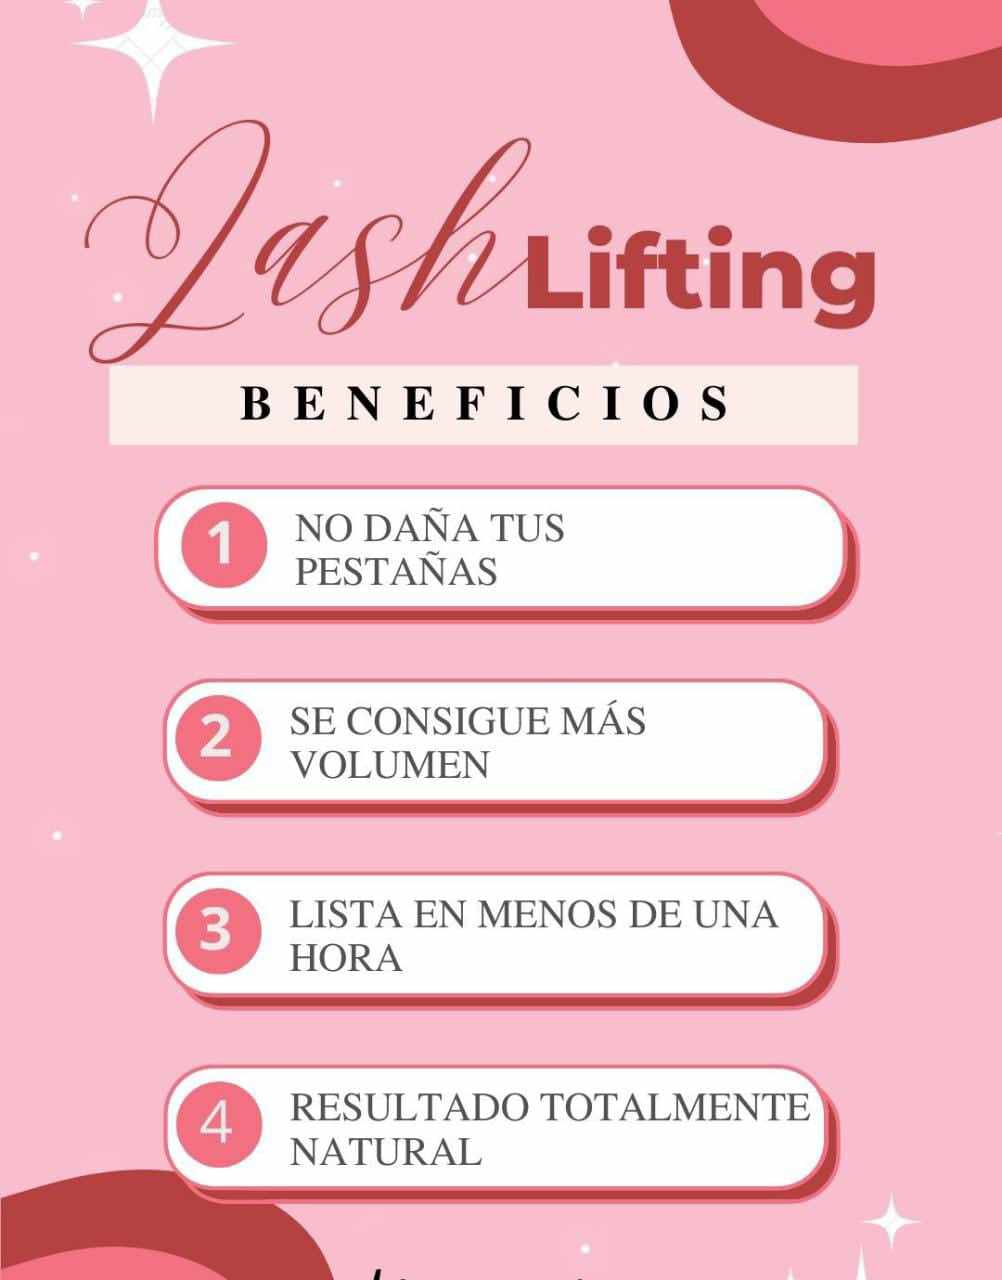 Lash Lifting
BENEFICIOS
1 NO DAÑA TUS
PESTAÑAS
2 SE CONSIGUE MÁS
VOLUMEN
3 LISTA EN MENOS DE UNA
HORA
4 RESULTADO TOTALMENTE
NATURAL